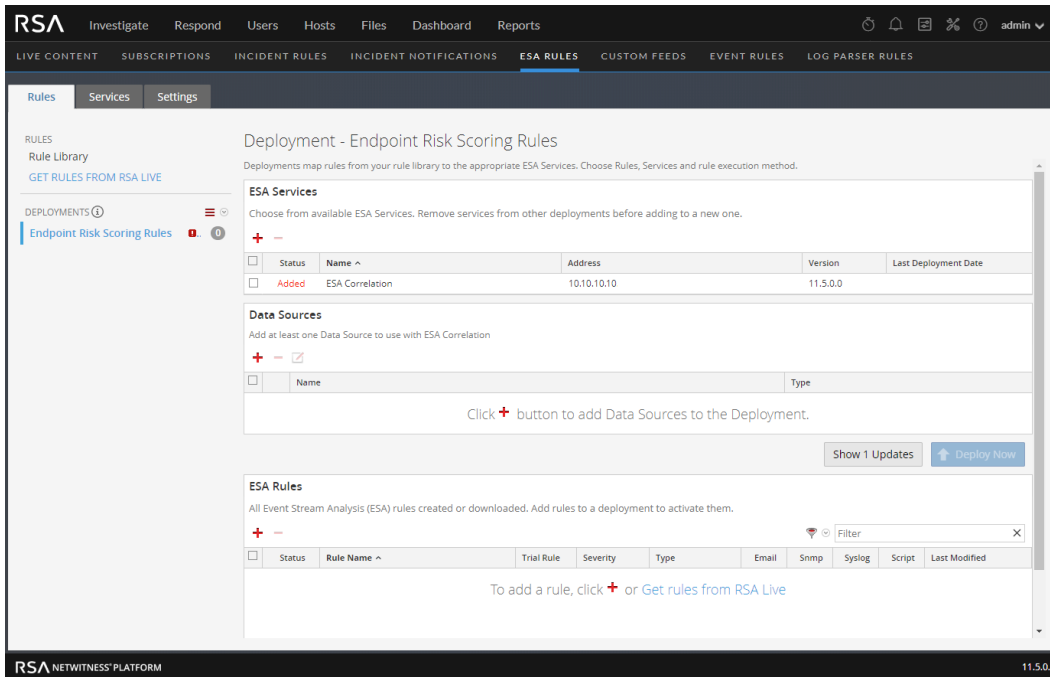 RSA Investigate Respond Users Hosts Files Dashboard Reports admin
LIVE CONTENT SUBSCRIPTIONS INCIDENT RULES INCIDENT NOTIFICATIONS ESA RULES CUSTOM FEEDS EVENT RULES LOG PARSER RULES
Rules Services Settings
RULES
Rule Library
GET RULES FROM RSA LIVE
DEPLOYMENTS
Endpoint Risk Scoring Rules 0
Deployment - Endpoint Risk Scoring Rules
Deployments map rules from your rule library to the appropriate ESA Services. Choose Rules, Services and rule execution method.
ESA Services
Choose from available ESA Services. Remove services from other deployments before adding to a new one.
Status Name Address Version Last Deployment Date
Added ESA Correlation 10.10.10.10 11.5.0.0
Data Sources
Add at least one Data Source to use with ESA Correlation
Name Type
Click + button to add Data Sources to the Deployment.
Show 1 Updates Deploy Now
ESA Rules
All Event Stream Analysis (ESA) rules created or downloaded. Add rules to a deployment to activate them.
Filter
Status Rule Name Trial Rule Severity Type Email Snmp Syslog Script Last Modified
To add a rule, click + or Get rules from RSA Live
RSA NETWITNESS® PLATFORM 11.5.0.